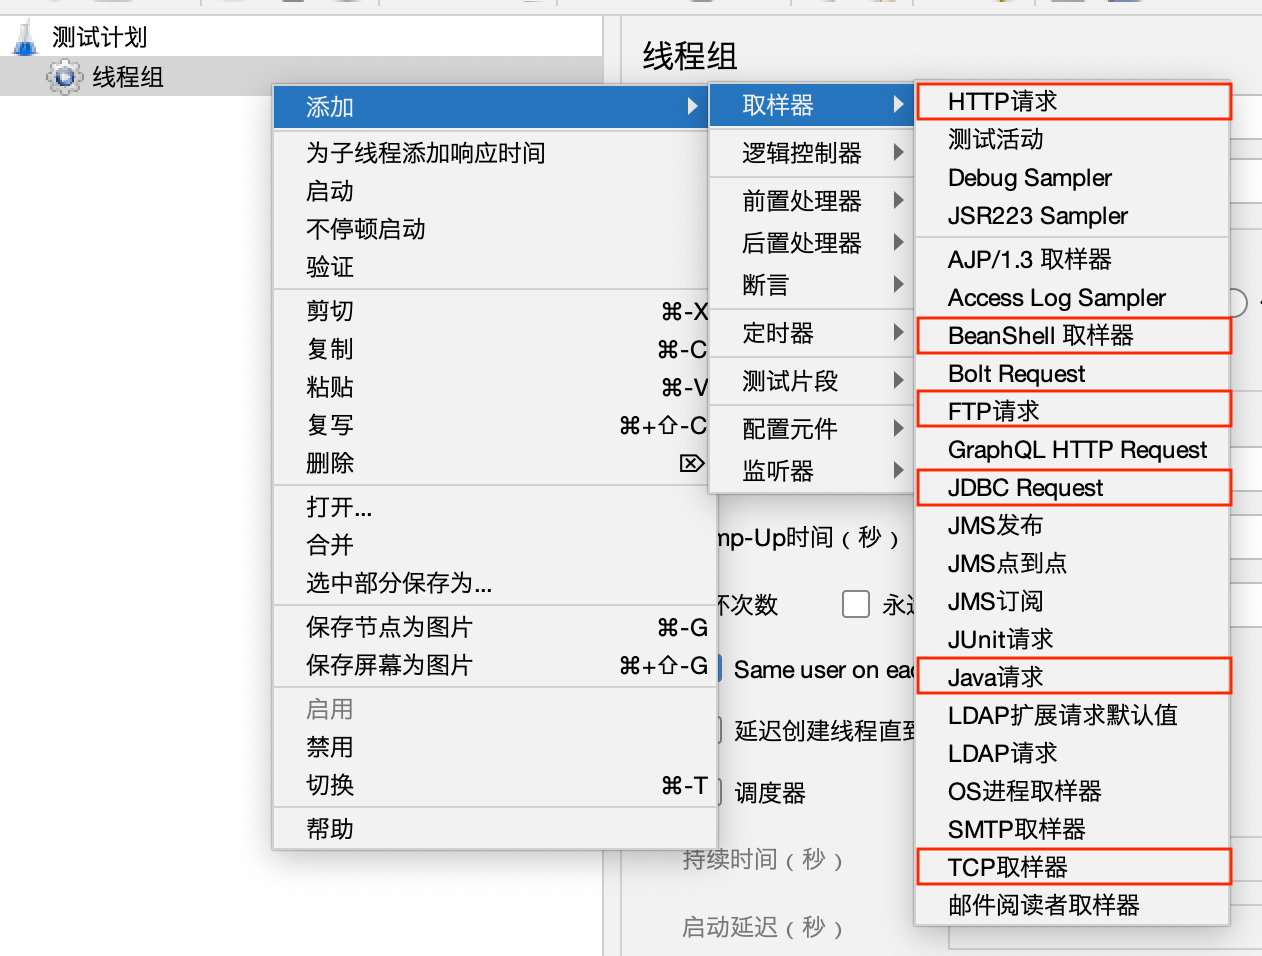 测试计划
线程组
线程组
添加
为子线程添加响应时间
启动
不停顿启动
验证
剪切 ⌘-X
复制 ⌘-C
粘贴 ⌘-V
复写 ⌘+⇧-C
删除 ⌦
打开...
合并
选中部分保存为...
保存节点为图片 ⌘-G
保存屏幕为图片 ⌘+⇧-G
启用
禁用
切换 ⌘-T
帮助
取样器
逻辑控制器
前置处理器
后置处理器
断言
定时器
测试片段
配置元件
监听器
HTTP请求
测试活动
Debug Sampler
JSR223 Sampler
AJP/1.3 取样器
Access Log Sampler
BeanShell 取样器
Bolt Request
FTP请求
GraphQL HTTP Request
JDBC Request
JMS发布
JMS点到点
JMS订阅
JUnit请求
Java请求
LDAP扩展请求默认值
LDAP请求
OS进程取样器
SMTP取样器
TCP取样器
邮件阅读者取样器
mp-Up时间（秒）
次数
永
Same user on ea
延迟创建线程直到
调度器
持续时间（秒）
启动延迟（秒）